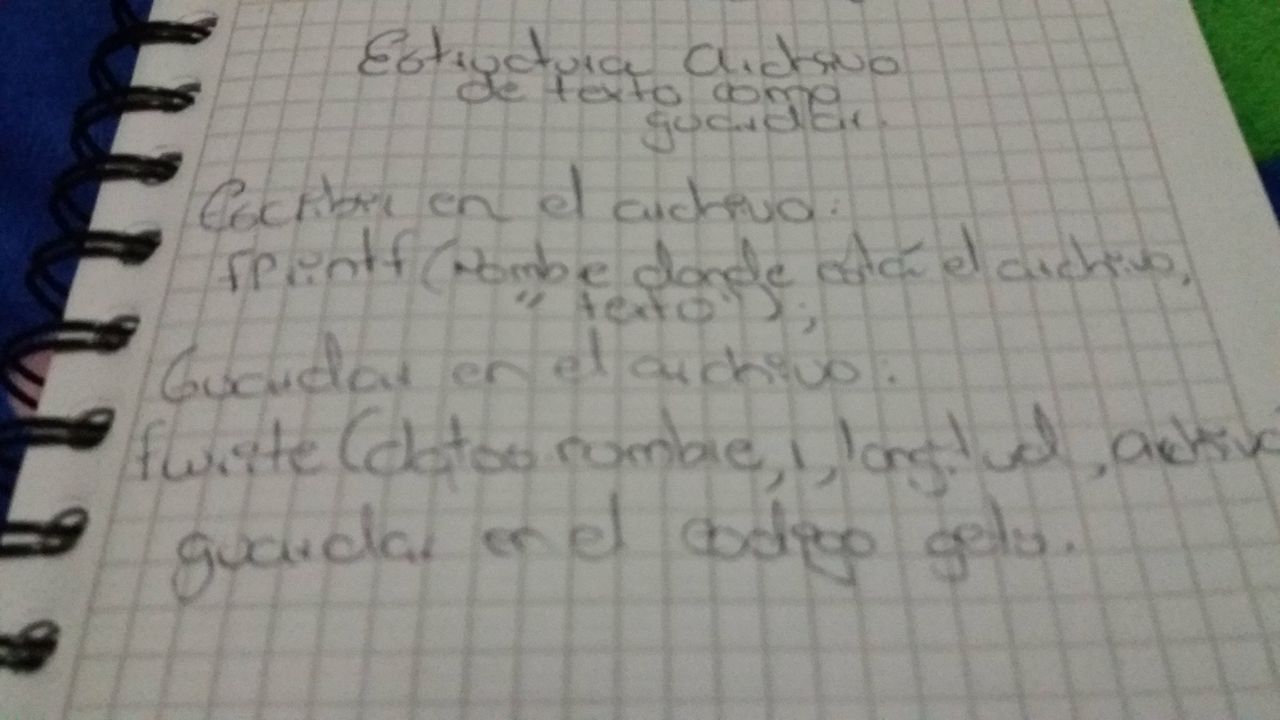 Estructura Archivo
de texto como
guardar.
Escribir en el archivo:
fprintf (Nombre donde está el archivo,
" texto");
Guardar en el archivo:
fwrite (datos nombre, 1, longitud, archivo
guardar en el codigo